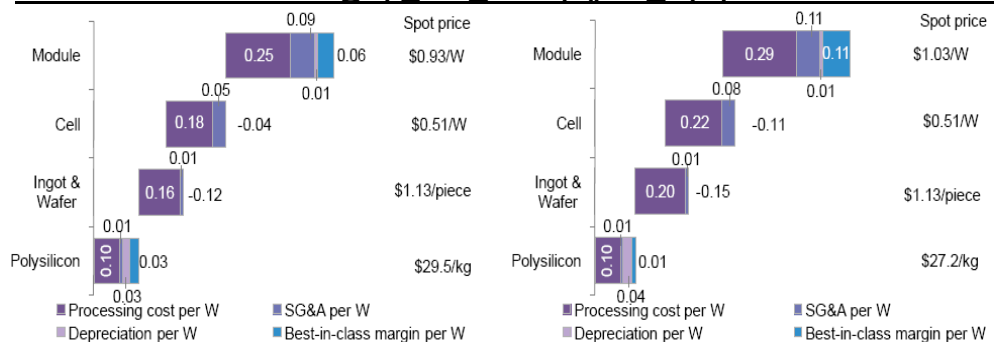 0.09 Spot price
Module 0.25 0.06 $0.93/W
0.05 0.01
Cell 0.18 -0.04 $0.51/W
0.01
Ingot &
Wafer 0.16 -0.12 $1.13/piece
0.01
Polysilicon 0.10 0.03 $29.5/kg
0.03
Processing cost per W SG&A per W
Depreciation per W Best-in-class margin per W
0.11 Spot price
Module 0.29 0.11 $1.03/W
0.08 0.01
Cell 0.22 -0.11 $0.51/W
0.01
Ingot &
Wafer 0.20 -0.15 $1.13/piece
0.01
Polysilicon 0.10 0.01 $27.2/kg
0.04
Processing cost per W SG&A per W
Depreciation per W Best-in-class margin per W